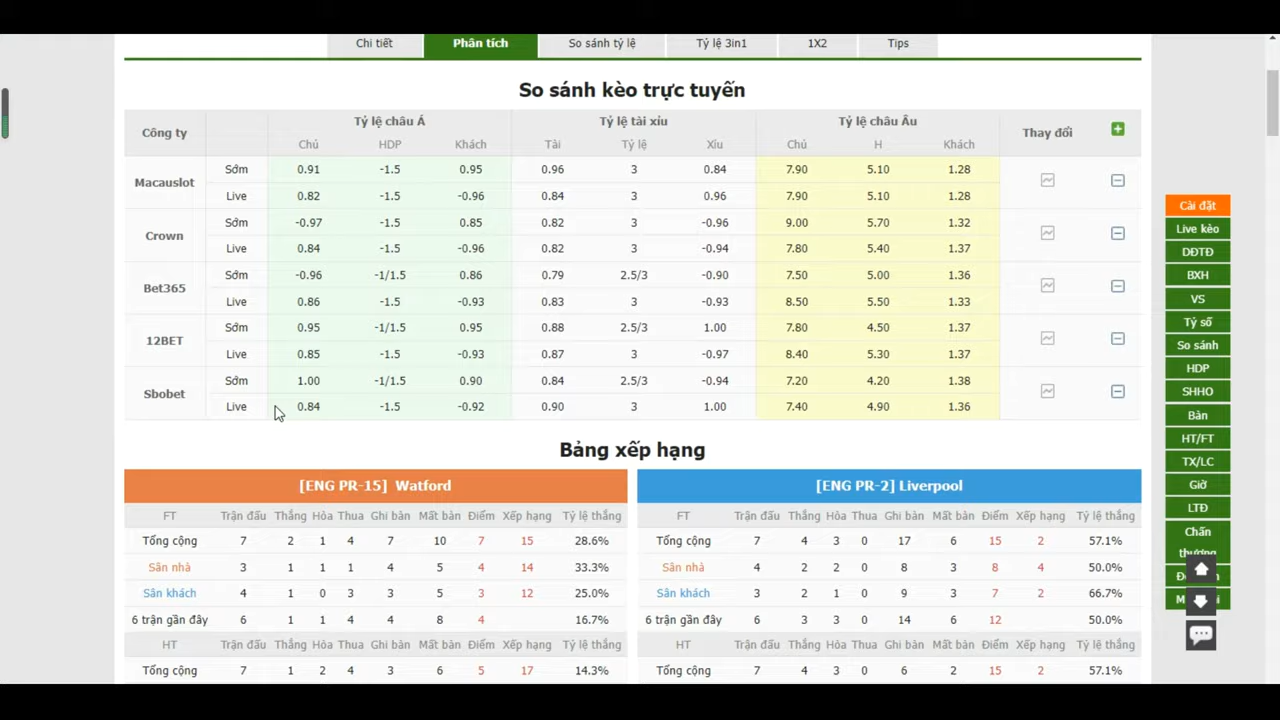 Chi tiết Phân tích So sánh tỷ lệ Tỷ lệ 3in1 1X2 Tips
So sánh kèo trực tuyến
Công ty Tỷ lệ châu Á Tỷ lệ tài xỉu Tỷ lệ châu Âu Thay đổi
Chủ HDP Khách Tài Tỷ lệ Xỉu Chủ H Khách
Macauslot
Sớm 0.91 -1.5 0.95 0.96 3 0.84 7.90 5.10 1.28
Live 0.82 -1.5 -0.96 0.84 3 0.96 7.90 5.10 1.28
Crown
Sớm -0.97 -1.5 0.85 0.82 3 -0.96 9.00 5.70 1.32
Live 0.84 -1.5 -0.96 0.82 3 -0.94 7.80 5.40 1.37
Bet365
Sớm -0.96 -1/1.5 0.86 0.79 2.5/3 -0.90 7.50 5.00 1.36
Live 0.86 -1.5 -0.93 0.83 3 -0.93 8.50 5.50 1.33
12BET
Sớm 0.95 -1/1.5 0.95 0.88 2.5/3 1.00 7.80 4.50 1.37
Live 0.85 -1.5 -0.93 0.87 3 -0.97 8.40 5.30 1.37
Sbobet
Sớm 1.00 -1/1.5 0.90 0.84 2.5/3 -0.94 7.20 4.20 1.38
Live 0.84 -1.5 -0.92 0.90 3 1.00 7.40 4.90 1.36
Bảng xếp hạng
[ENG PR-15] Watford
FT Trận đấu Thắng Hòa Thua Ghi bàn Mất bàn Điểm Xếp hạng Tỷ lệ thắng
Tổng cộng 7 2 1 4 7 10 7 15 28.6%
Sân nhà 3 1 1 1 4 5 4 14 33.3%
Sân khách 4 1 0 3 3 5 3 12 25.0%
6 trận gần đây 6 1 1 4 4 8 4 16.7%
HT Trận đấu Thắng Hòa Thua Ghi bàn Mất bàn Điểm Xếp hạng Tỷ lệ thắng
Tổng cộng 7 1 2 4 3 6 5 17 14.3%
[ENG PR-2] Liverpool
FT Trận đấu Thắng Hòa Thua Ghi bàn Mất bàn Điểm Xếp hạng Tỷ lệ thắng
Tổng cộng 7 4 3 0 17 6 15 2 57.1%
Sân nhà 4 2 2 0 8 3 8 4 50.0%
Sân khách 3 2 1 0 9 3 7 2 66.7%
6 trận gần đây 6 3 3 0 14 6 12 50.0%
HT Trận đấu Thắng Hòa Thua Ghi bàn Mất bàn Điểm Xếp hạng Tỷ lệ thắng
Tổng cộng 7 4 3 0 6 2 15 2 57.1%
Cài đặt
Live kèo
DĐTĐ
BXH
VS
Tỷ số
So sánh
HDP
SHHO
Bàn
HT/FT
TX/LC
Giờ
LTĐ
Chấn
thương